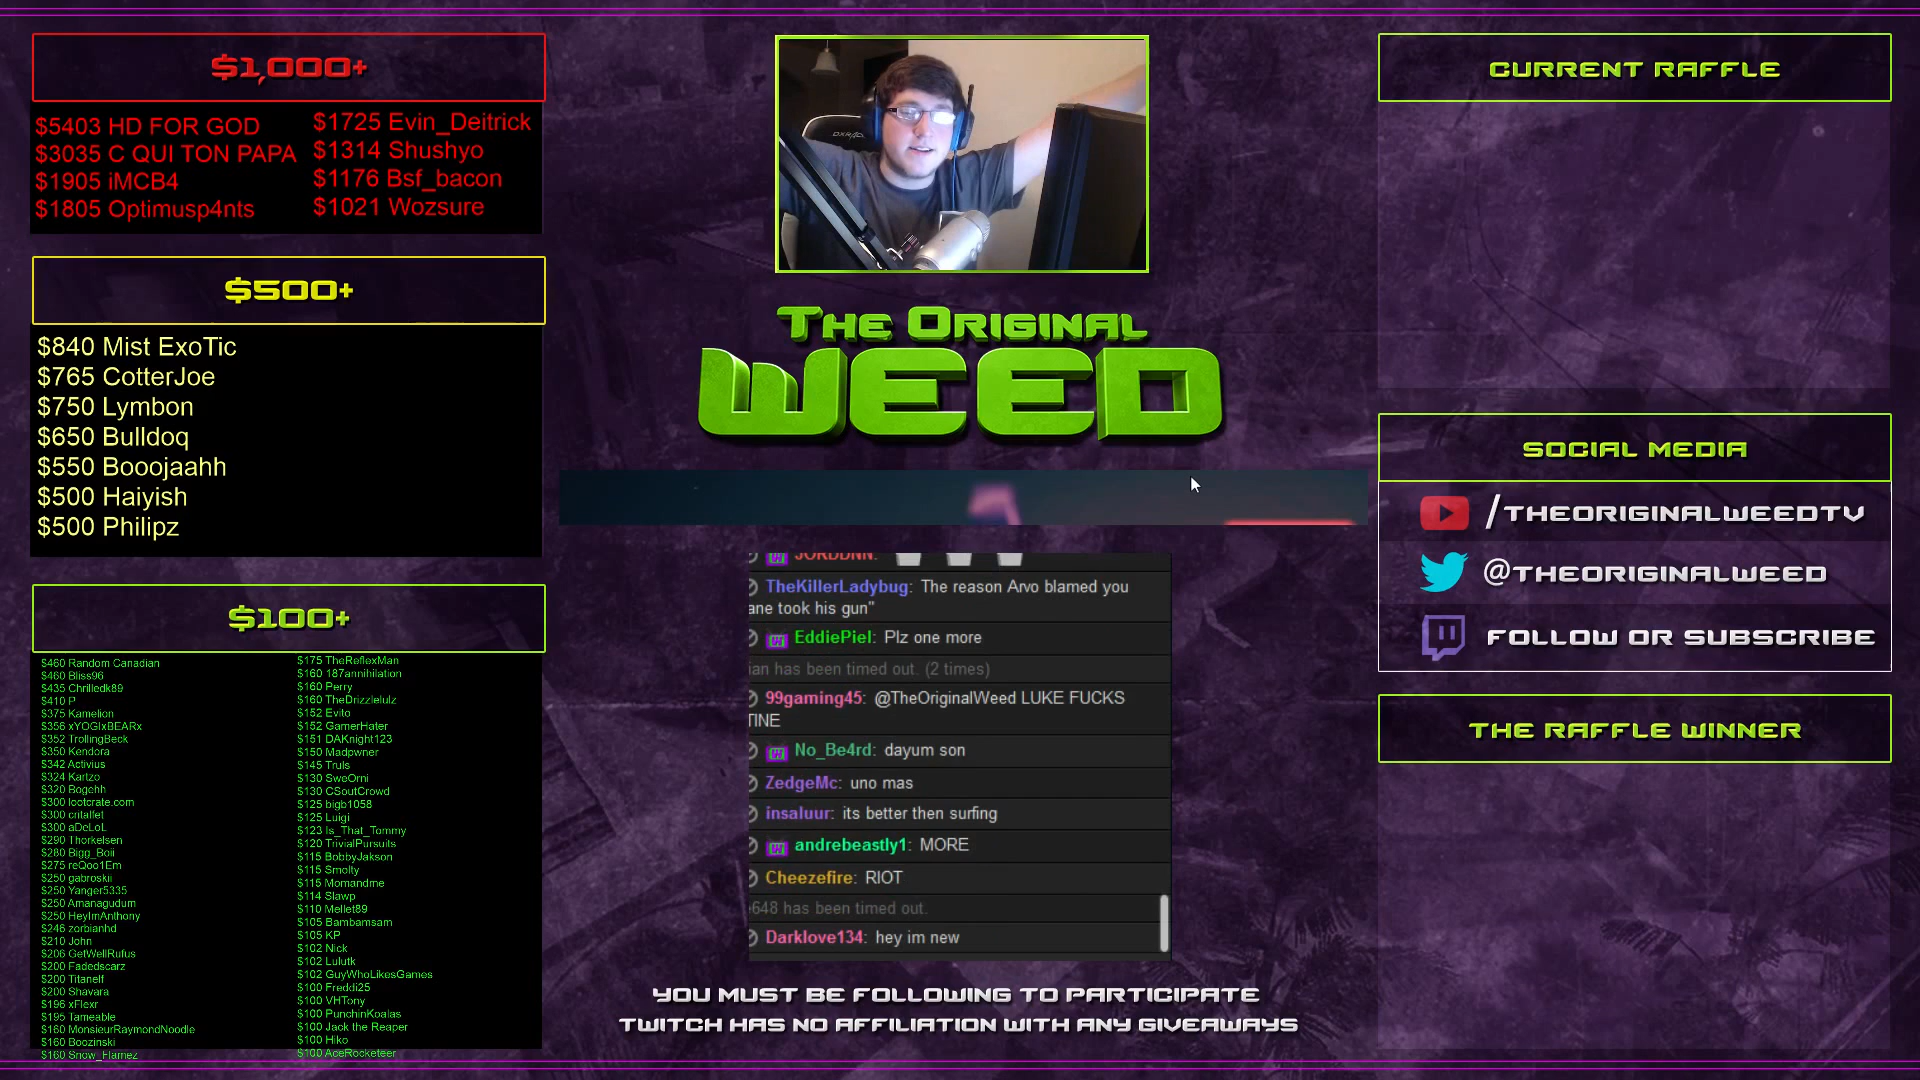 $1,000+
$5403 HD FOR GOD
$3035 C QUI TON PAPA
$1905 iMCB4
$1805 Optimusp4nts
$1725 Evin_Deitrick
$1314 Shushyo
$1176 Bsf_bacon
$1021 Wozsure
$500+
$840 Mist ExoTic
$765 CotterJoe
$750 Lymbon
$650 Bulldoq
$550 Booojaahh
$500 Haiyish
$500 Philipz
$100+
$460 Random Canadian
$460 Bliss96
$435 Chrilledk89
$410 P
$375 Kamelion
$356 xYOGIxBEARx
$352 TrollingBeck
$350 Kendora
$342 Activius
$324 Kartzo
$320 Bogehh
$300 lootcrate.com
$300 critalfet
$300 aDeLoL
$290 Thorkelsen
$280 Bigg_Boii
$275 reQoo1Em
$250 gabroskii
$250 Yanger5335
$250 Amanagudum
$250 HeyImAnthony
$246 zorbianhd
$210 John
$206 GetWellRufus
$200 Fadedscarz
$200 Titanelf
$200 Shavara
$196 xFlexr
$195 Tameable
$160 MonsieurRaymondNoodle
$160 Boozinski
$160 Snow_Flamez
$175 TheReflexMan
$160 187annihilation
$160 Perry
$160 TheDrizzlelulz
$152 Evito
$152 GamerHater
$151 DAKnight123
$150 Madpwner
$145 Truls
$130 SweOrni
$130 CSoutCrowd
$125 bigb1058
$125 Luigi
$123 Is_That_Tommy
$120 TrivialPursuits
$115 BobbyJakson
$115 Smolty
$115 Momandme
$114 Slawp
$110 Mellet89
$105 Bambamsam
$105 KP
$102 Nick
$102 Lulutk
$102 GuyWhoLikesGames
$100 Freddi25
$100 VHTony
$100 PunchinKoalas
$100 Jack the Reaper
$100 Hiko
$100 AceRocketeer
THE ORIGINAL
WEED
JORDDNN:
TheKillerLadybug: The reason Arvo blamed you
ane took his gun"
EddiePiel: Plz one more
ian has been timed out. (2 times)
99gaming45: @TheOriginalWeed LUKE FUCKS
TINE
No_Be4rd: dayum son
ZedgeMc: uno mas
insaluur: its better then surfing
andrebeastly1: MORE
Cheezefire: RIOT
648 has been timed out.
Darklove134: hey im new
YOU MUST BE FOLLOWING TO PARTICIPATE
TWITCH HAS NO AFFILIATION WITH ANY GIVEAWAYS
CURRENT RAFFLE
SOCIAL MEDIA
/THEORIGINALWEEDTV
@THEORIGINALWEED
FOLLOW OR SUBSCRIBE
THE RAFFLE WINNER